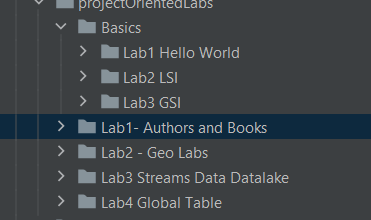 projectOrientedLabs
Basics
Lab1 Hello World
Lab2 LSI
Lab3 GSI
Lab1- Authors and Books
Lab2 - Geo Labs
Lab3 Streams Data Datalake
Lab4 Global Table